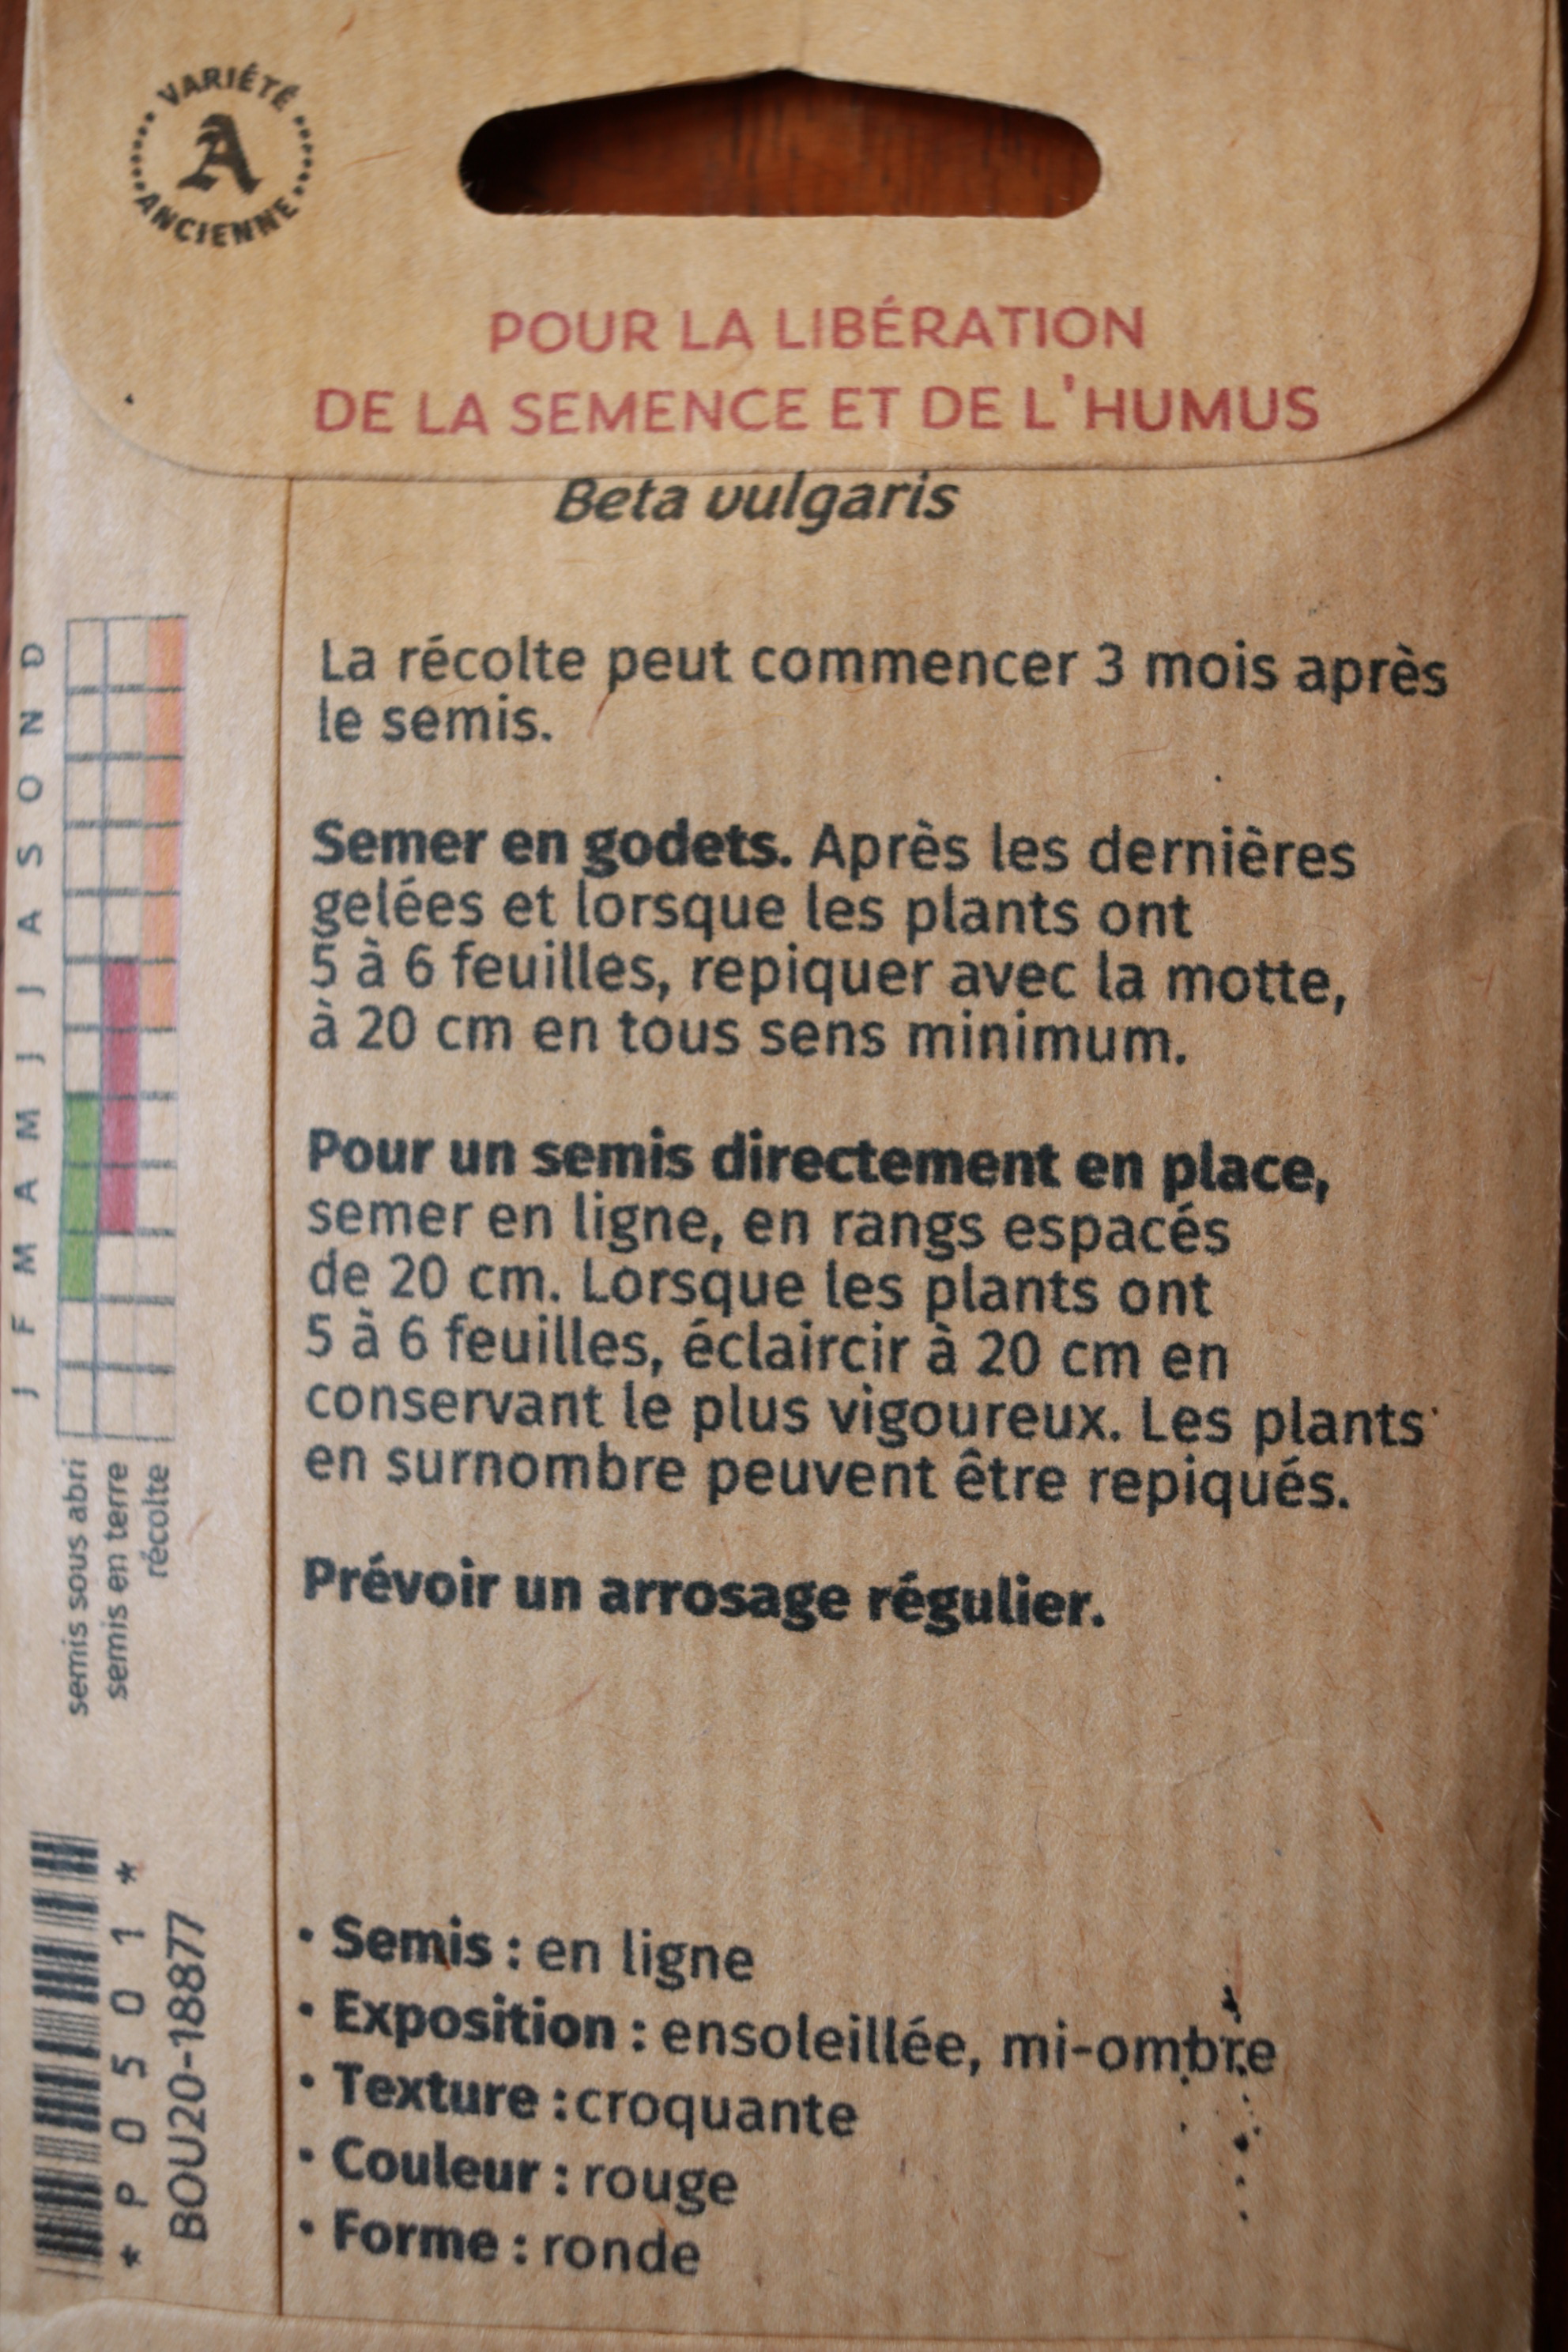 VARIÉTÉ
A
ANCIENNE
POUR LA LIBÉRATION
DE LA SEMENCE ET DE L'HUMUS
Beta vulgaris
La récolte peut commencer 3 mois après
le semis.
Semer en godets. Après les dernières
gelées et lorsque les plants ont
5 à 6 feuilles, repiquer avec la motte,
à 20 cm en tous sens minimum.
Pour un semis directement en place,
semer en ligne, en rangs espacés
de 20 cm. Lorsque les plants ont
5 à 6 feuilles, éclaircir à 20 cm en
conservant le plus vigoureux. Les plants
en surnombre peuvent être repiqués.
Prévoir un arrosage régulier.
• Semis : en ligne
• Exposition : ensoleillée, mi-ombre
• Texture :croquante
• Couleur : rouge
• Forme : ronde
J F M A M J J A S O N D
semis sous abri
semis en terre
récolte
* P 0 5 0 1 *
BOU20-18877